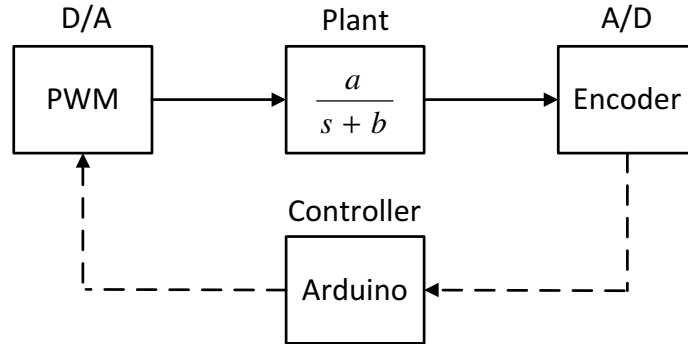 D/A
Plant
A/D
PWM
a
s + b
Encoder
Controller
Arduino